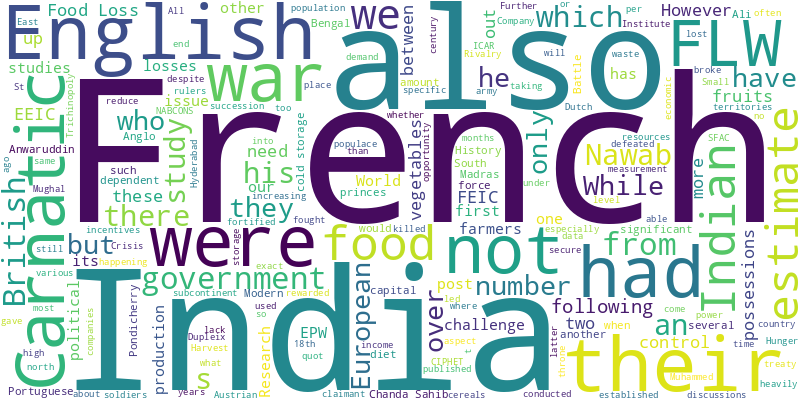 Food Loss
other
All
population
Bengal
we
Further
per
Company
or
Institute
out
which
ICAR
However
Ali
often
FLW
English
also
up
studies
losses
East
end
war
between
century
Rivalry
he
will
demand
amount
waste
lost
has
have
St
rulers
despite
place
specific
taking
Battle
broke
Small
fruits
territories
no
economic
EEIC
Trichinopoly
reduce
issue
NABCONS
succession
too
French
army
Dutch
resources
defeated
SFAC
who
Anglo
Hyderabad
into
cold storage
whether
populace
than
opportunity
only
Anwaruddin
ago
same
such
study
need
months
History
Nawab
measurement
more
Mughal
dependent
his
our
World
vegetables
South
Madras
While
level
Indian
estimate
these
increasing
princes
FEIC
force
under
Carnatic
there
they
fortified
fought
first
farmers
one
able
significant
British
incentives
would
killed
especially
data
from
secure
still
but
Crisis
were
storage
food
not
its
happening
exact
government
various
number
had
possessions
most
political
Pondicherry
subcontinent
Modern
rewarded
European
capital
over
post
led
where
following
an
come
power
country
Hunger
companies
production
used
so
lack
EPW
challenge
two
another
when
several
time
treaty
gave
high
north
Dupleix
Harvest
what
18th
quot
income
diet
CIPHET
t
aspect
latter
throne
control
Muhammed
heavily
India
their
s
Research
published
Portuguese
about
soldiers
years
Austrian
claimant
Chanda Sahib
cereals
conducted
established
discussions